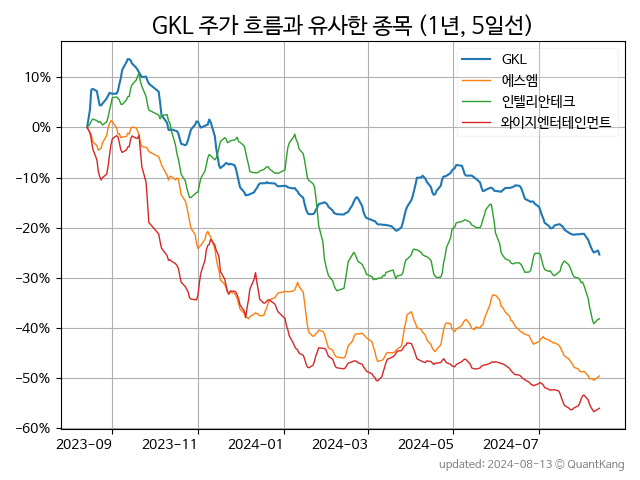 GKL 주가 흐름과 유사한 종목 (1년, 5일선)
GKL
에스엠
인텔리안테크
와이지엔터테인먼트
10%
0%
−10%
−20%
−30%
−40%
−50%
−60%
2023-09
2023-11
2024-01
2024-03
2024-05
2024-07
updated: 2024-08-13 © QuantKang